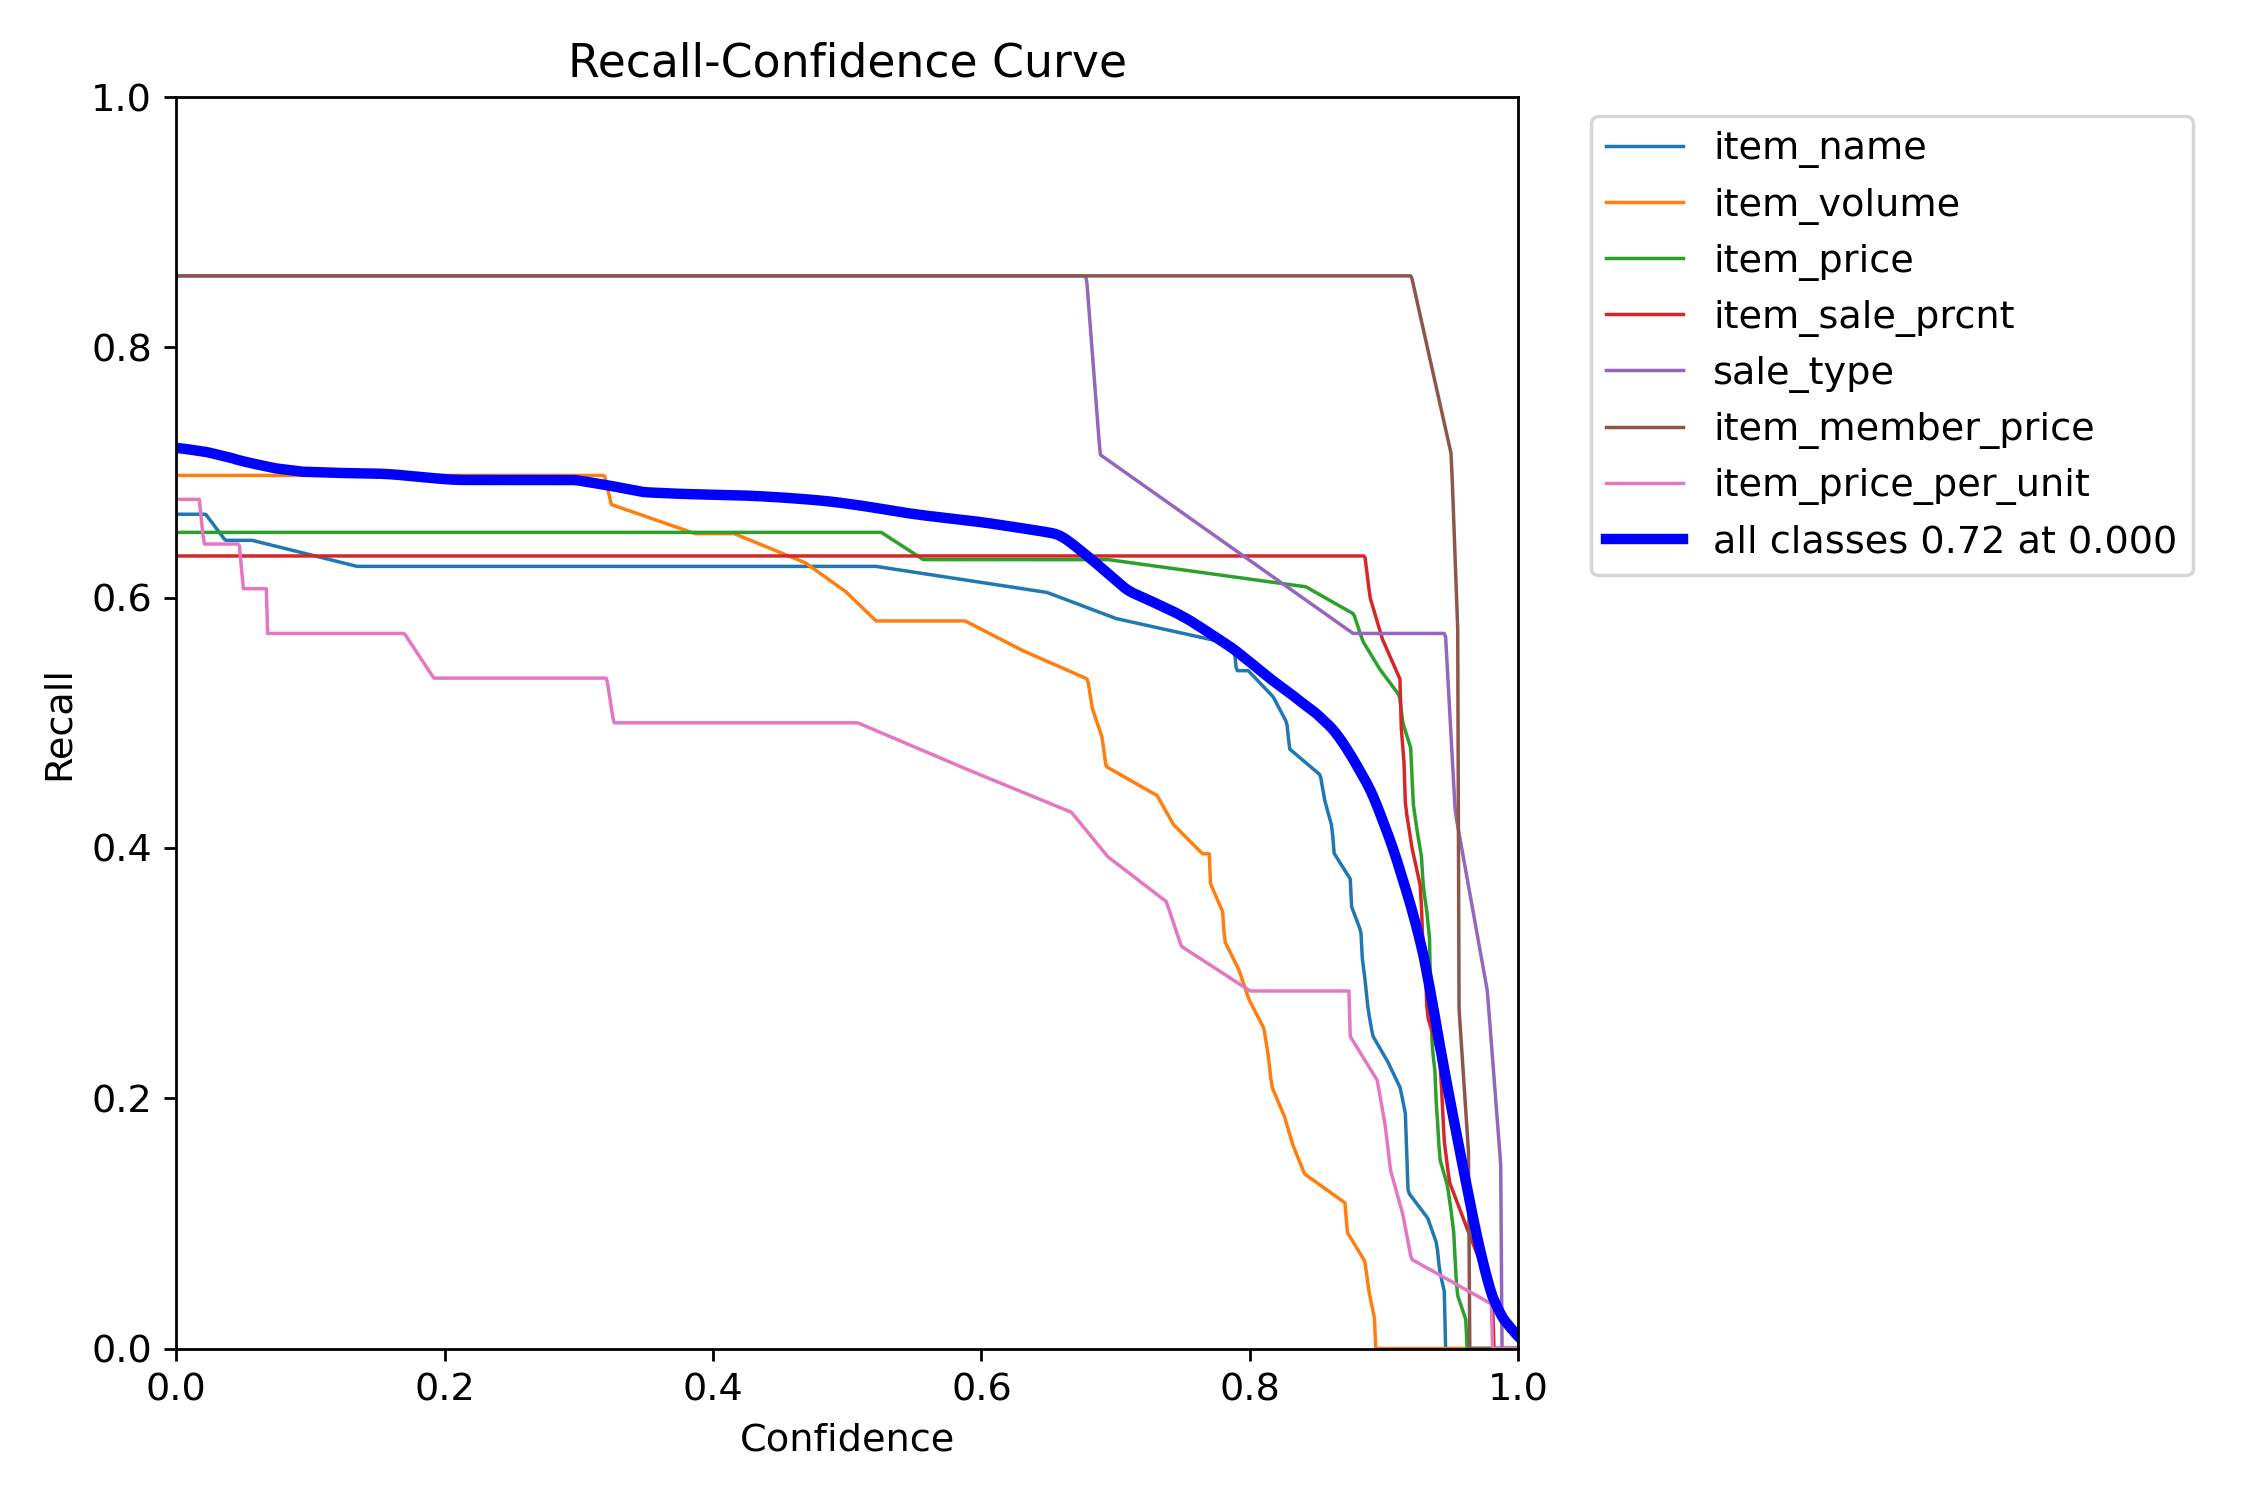 Recall-Confidence Curve
1.0
0.8
0.6
0.4
0.2
0.0
Recall
0.0 0.2 0.4 0.6 0.8 1.0
Confidence
item_name
item_volume
item_price
item_sale_prcnt
sale_type
item_member_price
item_price_per_unit
all classes 0.72 at 0.000